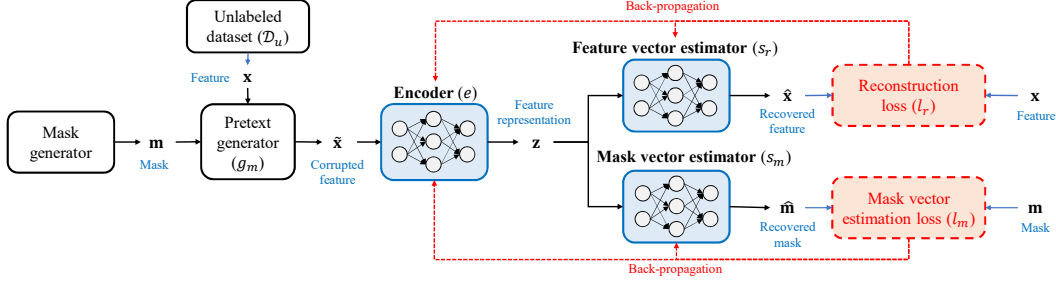 Back-propagation
Unlabeled
dataset (𝒟ᵤ)
Feature
x
Mask
generator
m
Mask
Pretext
generator
(gₘ)
x̃
Corrupted
feature
Encoder (e)
Feature
representation
z
Feature vector estimator (sᵣ)
x̂
Recovered
feature
Reconstruction
loss (lᵣ)
x
Feature
Mask vector estimator (sₘ)
m̂
Recovered
mask
Mask vector
estimation loss (lₘ)
m
Mask
Back-propagation